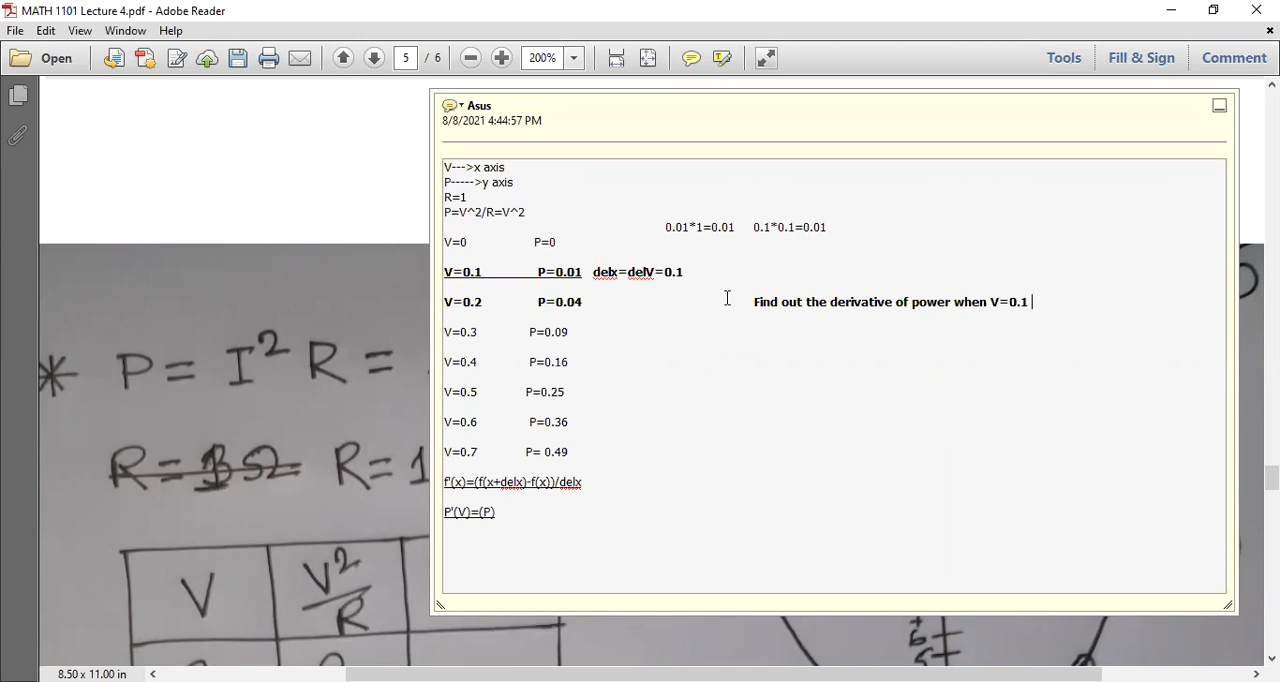 MATH 1101 Lecture 4.pdf - Adobe Reader
File Edit View Window Help
Open 5 / 6 200% Tools Fill & Sign Comment
Asus
8/8/2021 4:44:57 PM
V--->x axis
P----->y axis
R=1
P=V^2/R=V^2
0.01*1=0.01 0.1*0.1=0.01
V=0 P=0
V=0.1 P=0.01 delx=delV=0.1
V=0.2 P=0.04 Find out the derivative of power when V=0.1
V=0.3 P=0.09
V=0.4 P=0.16
V=0.5 P=0.25
V=0.6 P=0.36
V=0.7 P= 0.49
f'(x)=(f(x+delx)-f(x))/delx
P'(V)=(P)
* P = I² R =
R = R = 1
V V²/R
6
5
8.50 x 11.00 in